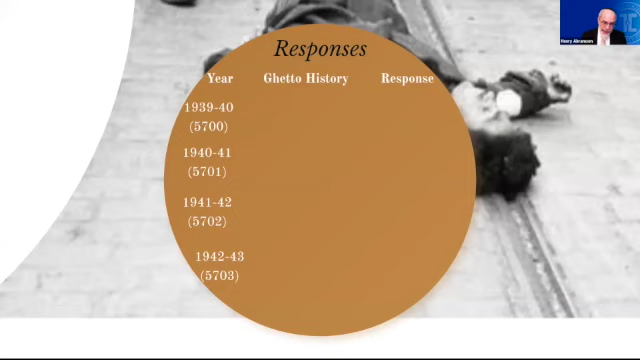 Responses
Year Ghetto History Response
1939-40
(5700)
1940-41
(5701)
1941-42
(5702)
1942-43
(5703)
Henry Abramson